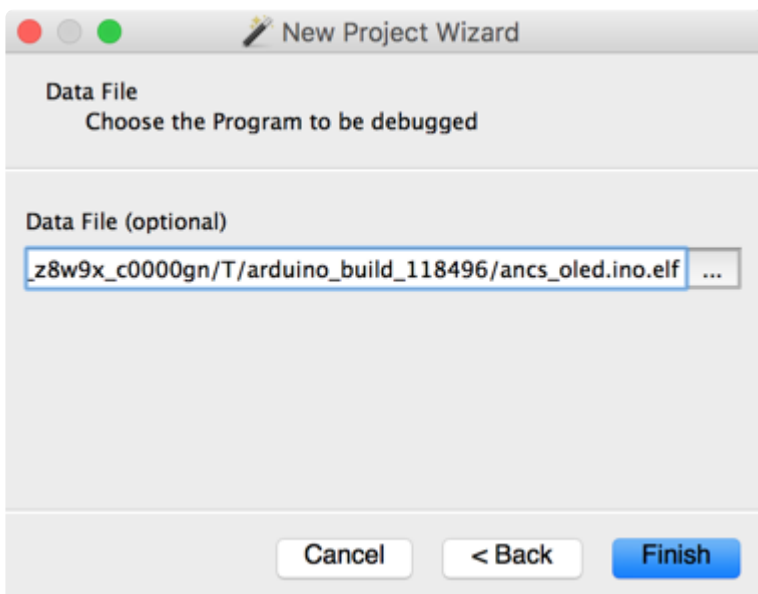 New Project Wizard
Data File
Choose the Program to be debugged
Data File (optional)
_z8w9x_c0000gn/T/arduino_build_118496/ancs_oled.ino.elf ...
Cancel < Back Finish